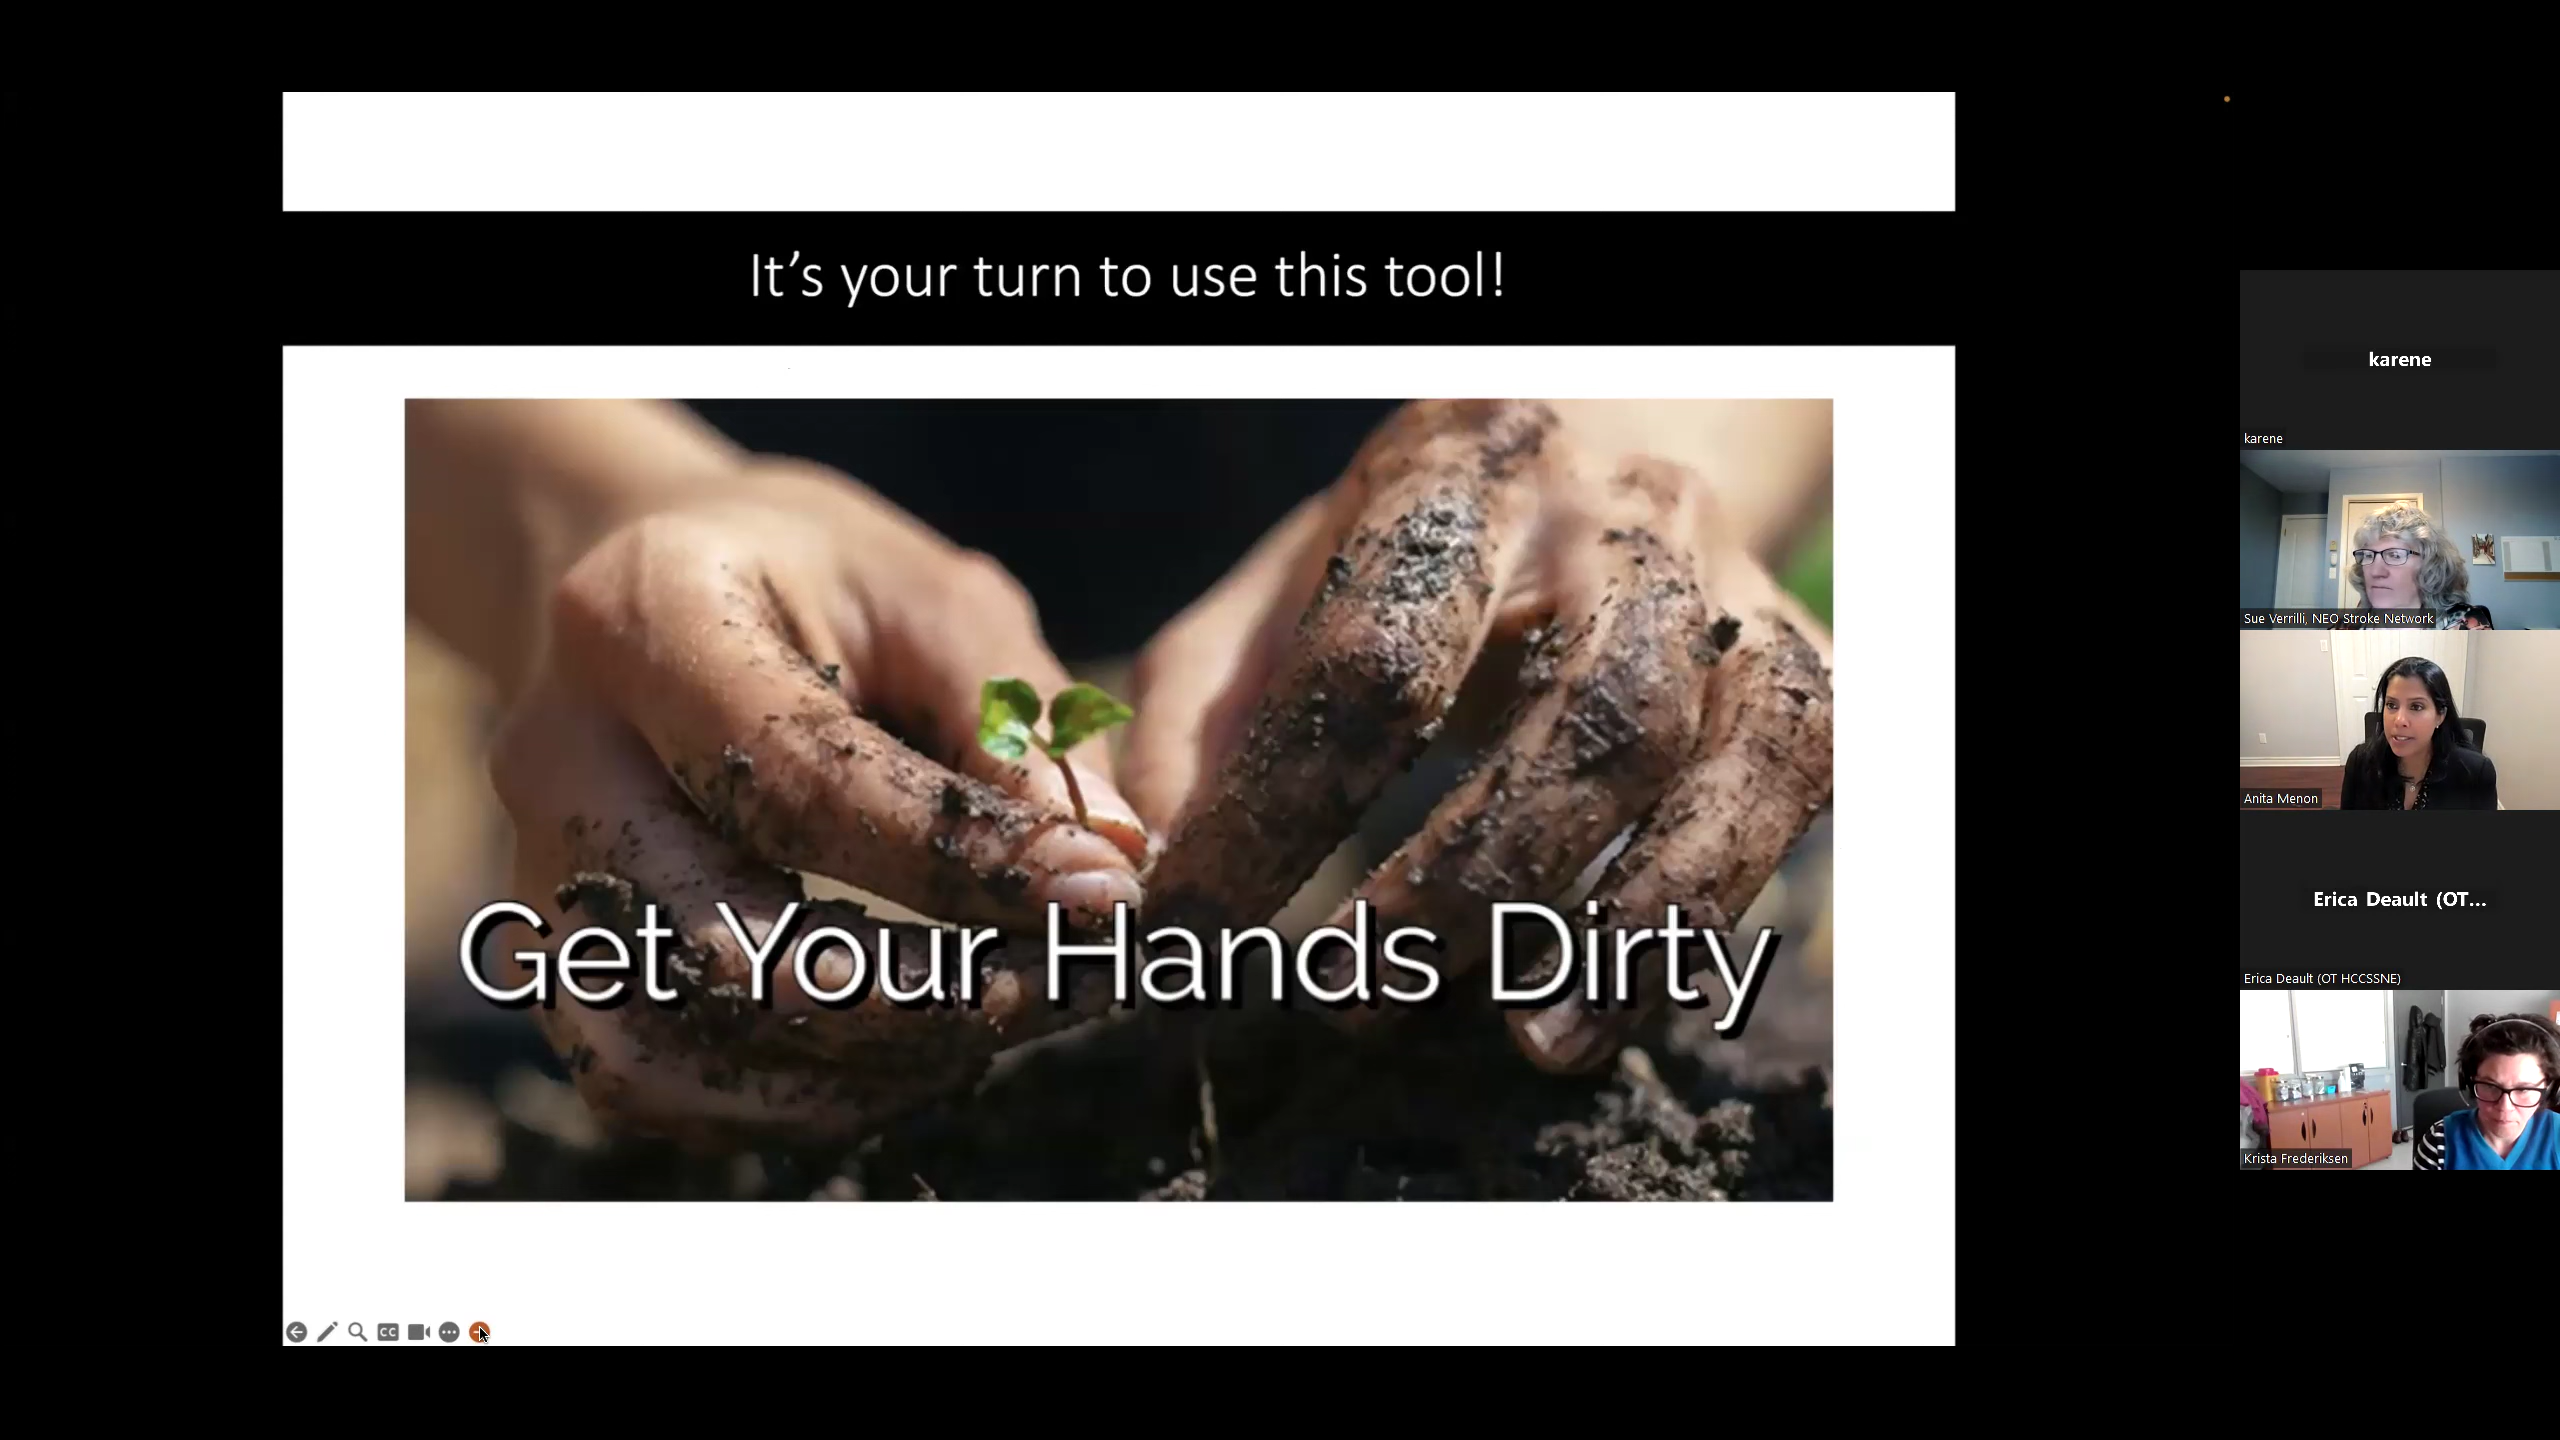 It’s your turn to use this tool!
Get Your Hands Dirty
CC
karene
karene
Sue Verrilli, NEO Stroke Network
Anita Menon
Erica Deault (OT...
Erica Deault (OT HCCSSNE)
Krista Frederiksen